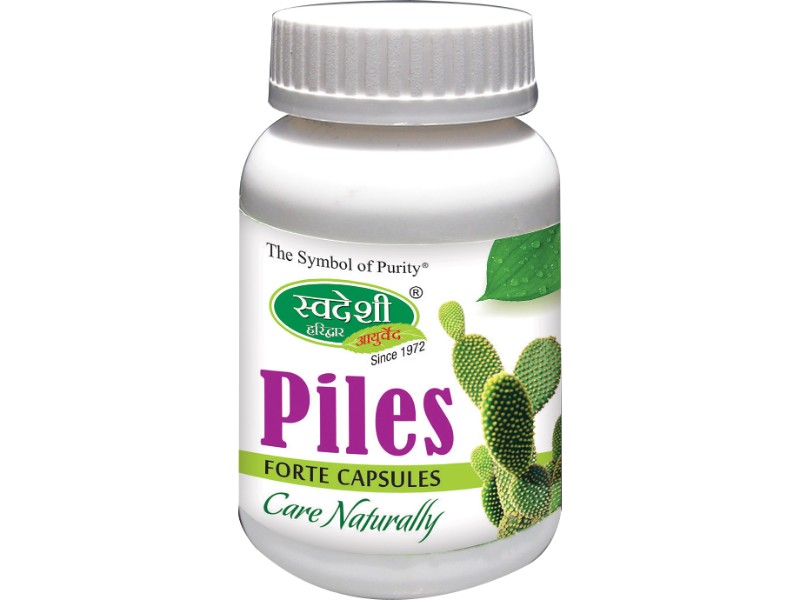 The Symbol of Purity®
स्वदेशी ®
हरिद्वार
आयुर्वेद
Since 1972
Piles
FORTE CAPSULES
Care Naturally